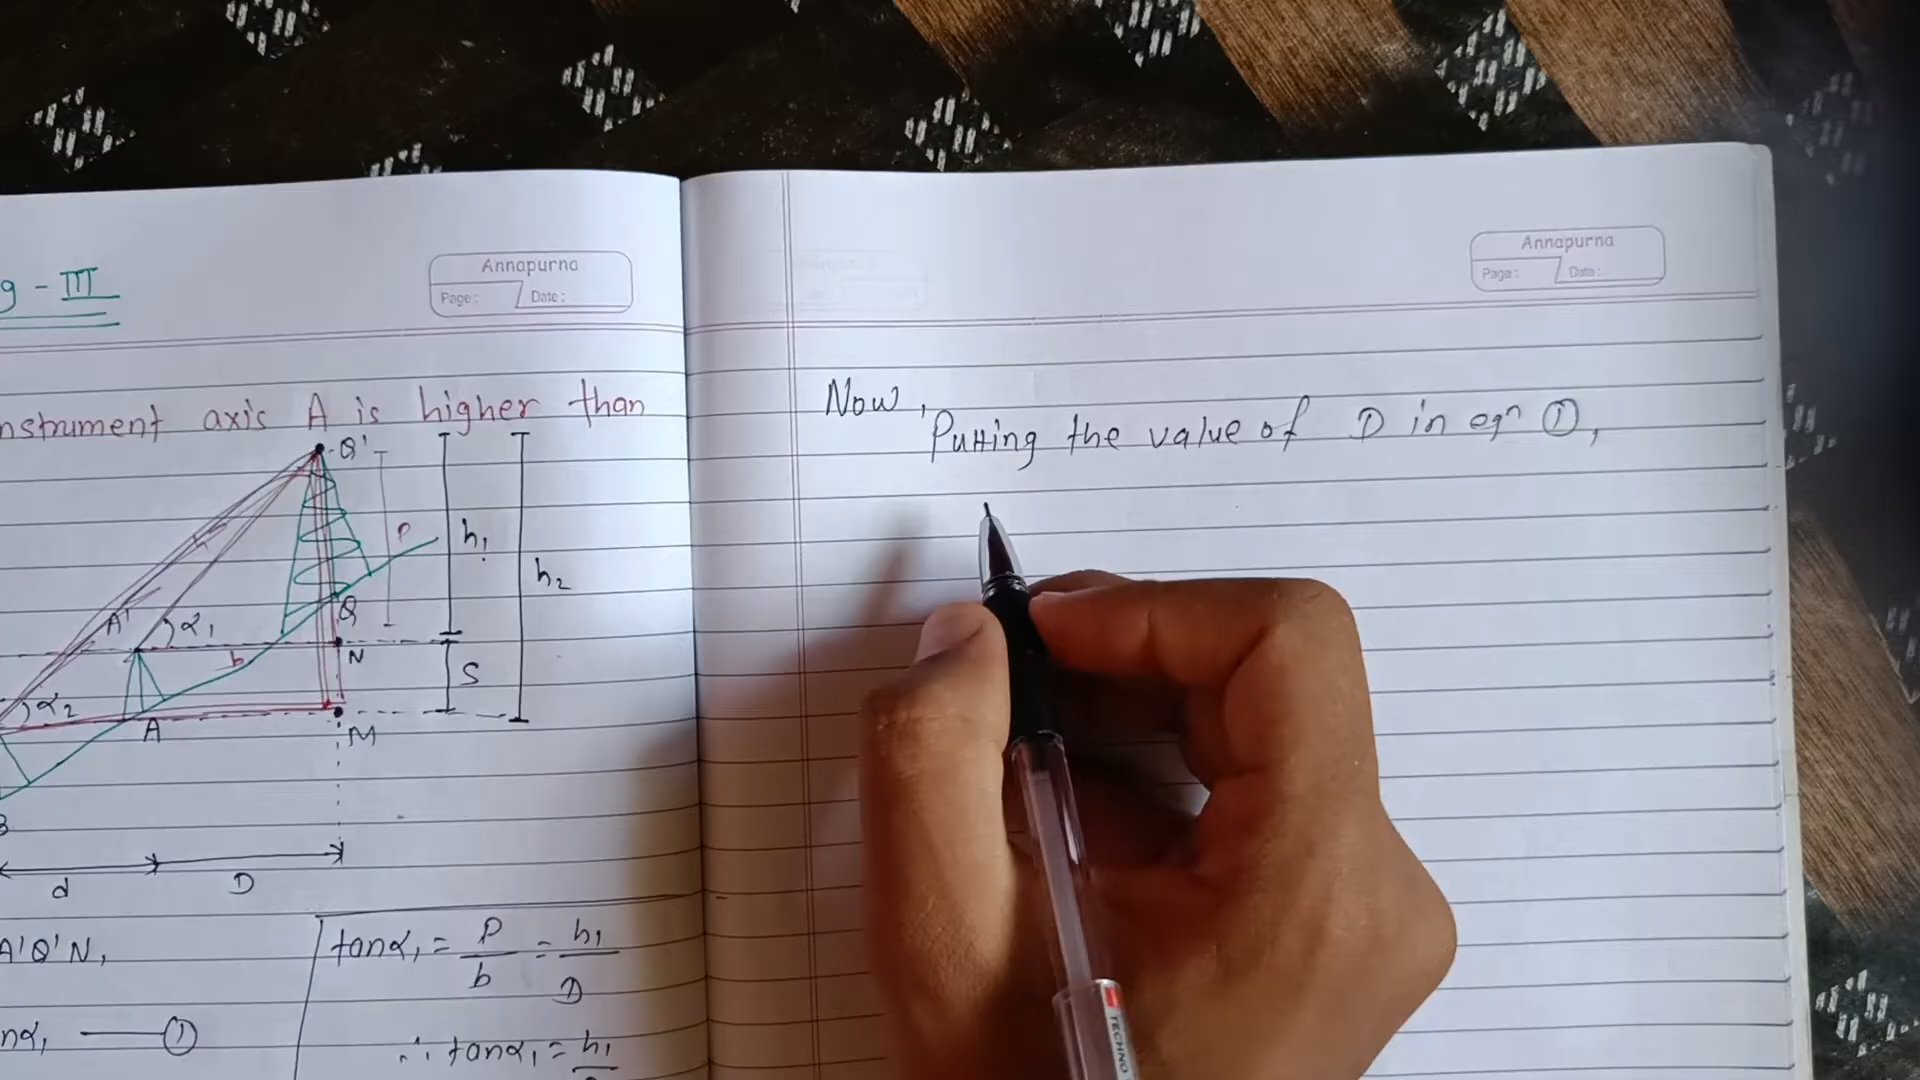 g - III
Annapurna
Page: Date:
nstrument axis A is higher than
Q'
P
h₁
h₂
A'
α₁
Q
b
N
S
α₂
A
M
B
d
D
A'Q'N,
tanα₁ = P/b = h₁/D
nα₁ —— ①
∴ tanα₁ = h₁
Annapurna
Page: Date:
Now,
Putting the value of D in eqⁿ ①,
TECHNO